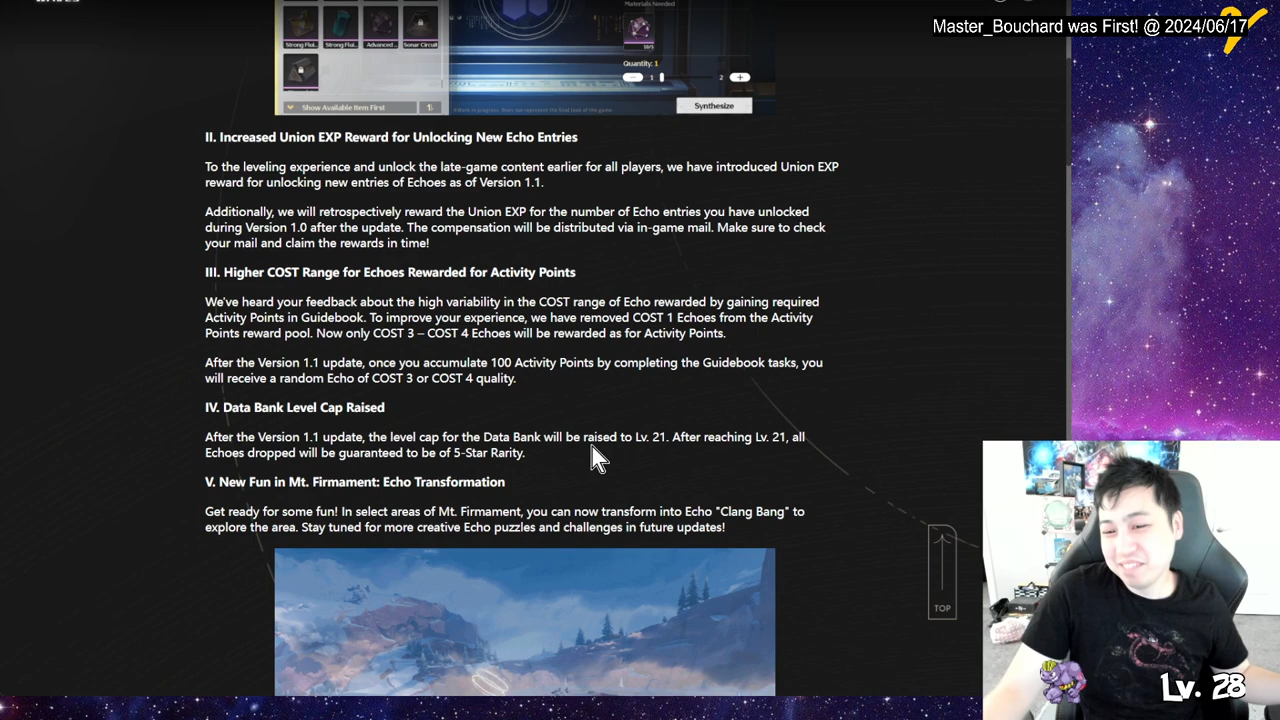 Materials Needed
Master_Bouchard was First! @ 2024/06/17
Strong Flui... Strong Flui... Advanced ... Sonar Circuit
10/5
Quantity: 1
1 2
Show Available Item First
Synthesize
II. Increased Union EXP Reward for Unlocking New Echo Entries
To the leveling experience and unlock the late-game content earlier for all players, we have introduced Union EXP
reward for unlocking new entries of Echoes as of Version 1.1.
Additionally, we will retrospectively reward the Union EXP for the number of Echo entries you have unlocked
during Version 1.0 after the update. The compensation will be distributed via in-game mail. Make sure to check
your mail and claim the rewards in time!
III. Higher COST Range for Echoes Rewarded for Activity Points
We've heard your feedback about the high variability in the COST range of Echo rewarded by gaining required
Activity Points in Guidebook. To improve your experience, we have removed COST 1 Echoes from the Activity
Points reward pool. Now only COST 3 – COST 4 Echoes will be rewarded as for Activity Points.
After the Version 1.1 update, once you accumulate 100 Activity Points by completing the Guidebook tasks, you
will receive a random Echo of COST 3 or COST 4 quality.
IV. Data Bank Level Cap Raised
After the Version 1.1 update, the level cap for the Data Bank will be raised to Lv. 21. After reaching Lv. 21, all
Echoes dropped will be guaranteed to be of 5-Star Rarity.
V. New Fun in Mt. Firmament: Echo Transformation
Get ready for some fun! In select areas of Mt. Firmament, you can now transform into Echo "Clang Bang" to
explore the area. Stay tuned for more creative Echo puzzles and challenges in future updates!
TOP
Lv. 28